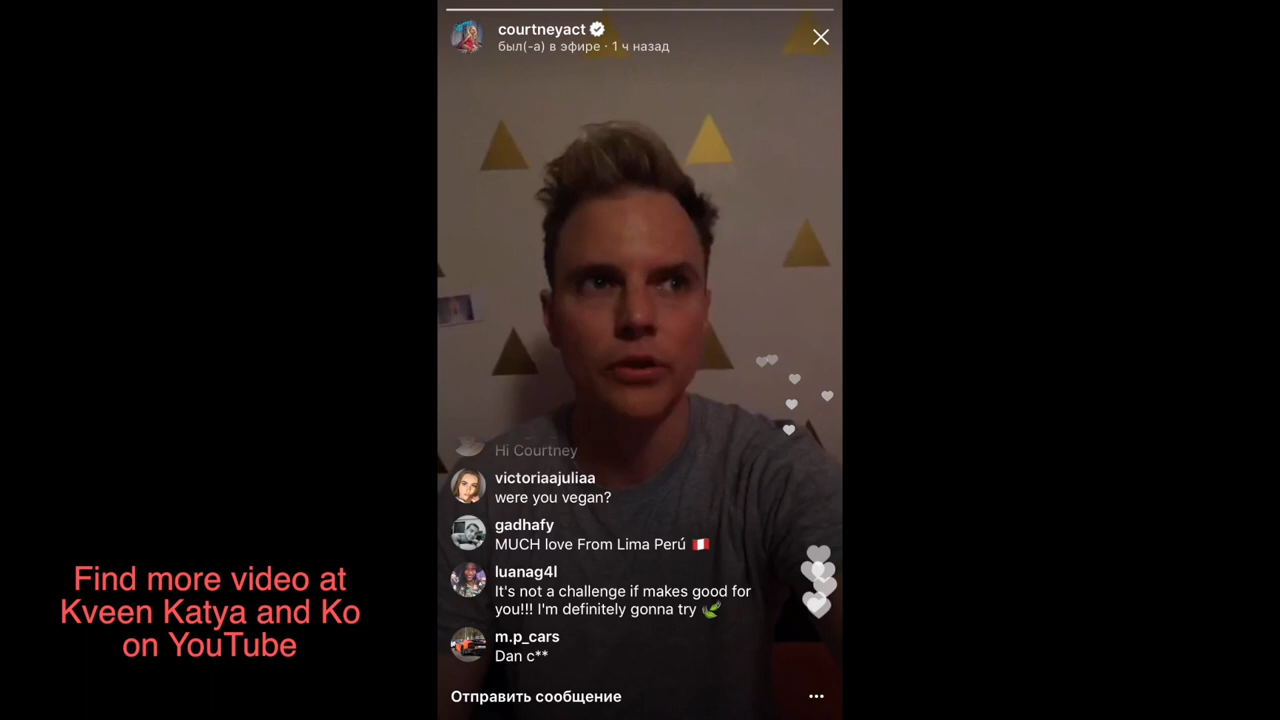 courtneyact
был(-а) в эфире · 1 ч назад
Hi Courtney
victoriaajuliaa
were you vegan?
gadhafy
MUCH love From Lima Perú 🇵🇪
luanag4l
It's not a challenge if makes good for
you!!! I'm definitely gonna try 🌿
m.p_cars
Dan c**
Отправить сообщение
Find more video at
Kveen Katya and Ko
on YouTube